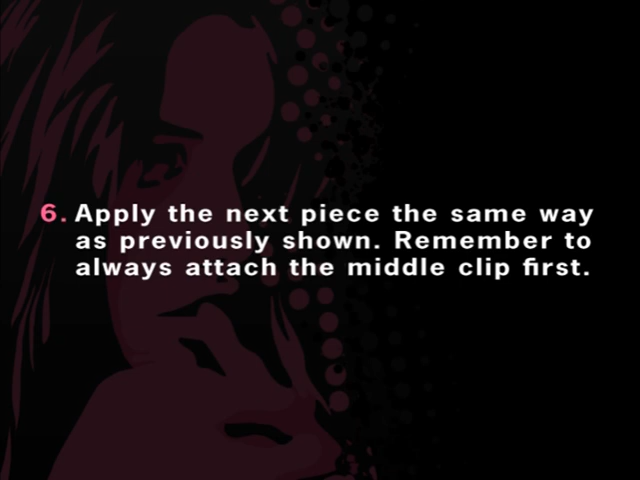 6. Apply the next piece the same way
as previously shown. Remember to
always attach the middle clip first.